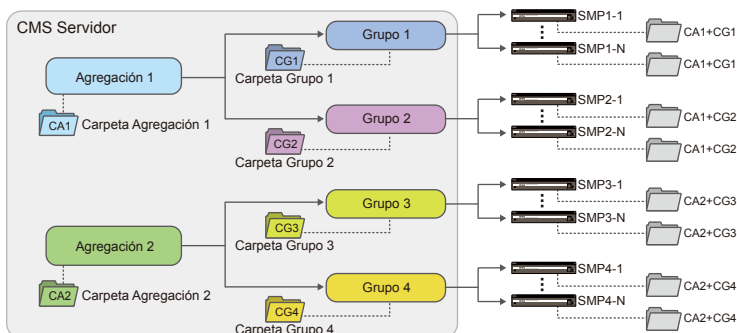 CMS Servidor
Grupo 1
SMP1-1
CA1+CG1
CG1
SMP1-N
Carpeta Grupo 1
CA1+CG1
Agregación 1
CA1
Carpeta Agregación 1
Grupo 2
SMP2-1
CA1+CG2
CG2
SMP2-N
Carpeta Grupo 2
CA1+CG2
Grupo 3
SMP3-1
CA2+CG3
CG3
SMP3-N
Carpeta Grupo 3
CA2+CG3
Agregación 2
CA2
Carpeta Agregación 2
Grupo 4
SMP4-1
CA2+CG4
CG4
SMP4-N
Carpeta Grupo 4
CA2+CG4